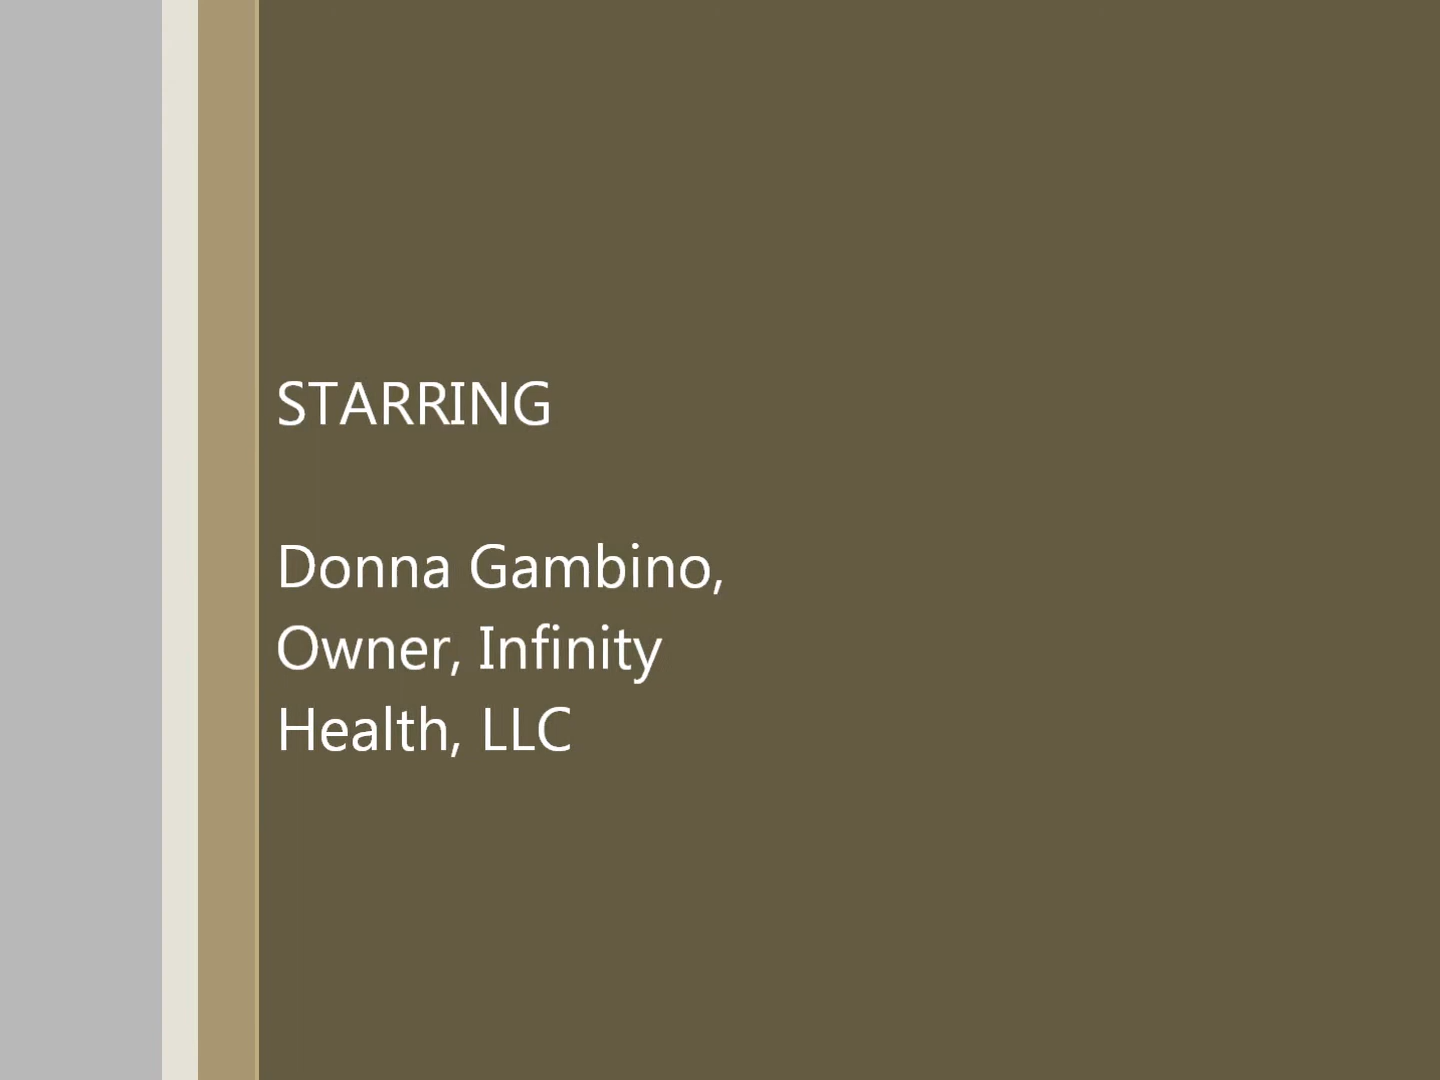 STARRING
Donna Gambino,
Owner, Infinity
Health, LLC